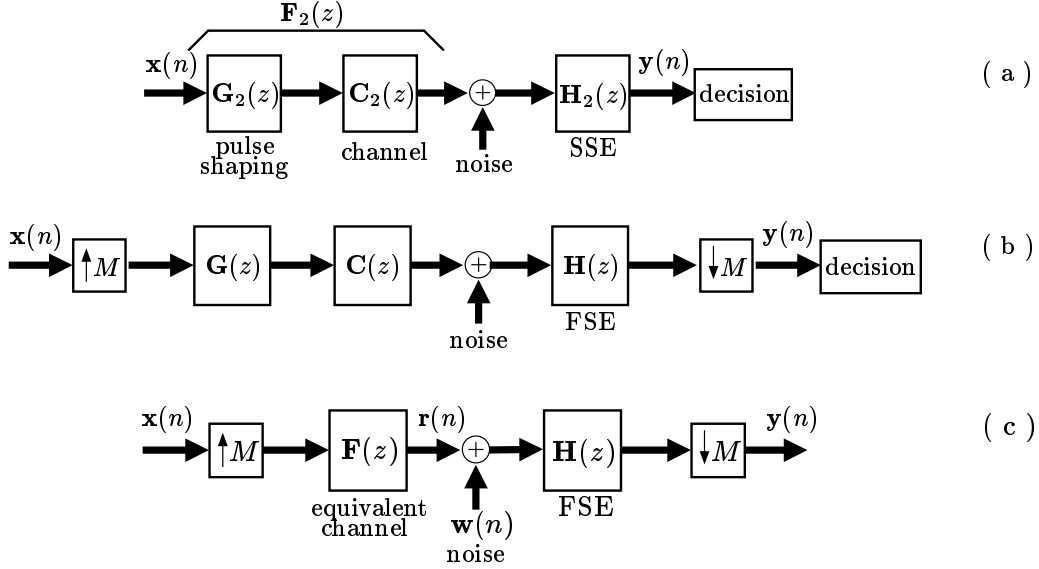 F₂(z)
x(n) G₂(z) C₂(z) + H₂(z) y(n) decision ( a )
pulse shaping channel noise SSE
x(n) ↑M G(z) C(z) + H(z) ↓M y(n) decision ( b )
noise FSE
x(n) ↑M F(z) r(n) + H(z) ↓M y(n) ( c )
equivalent channel w(n) noise FSE